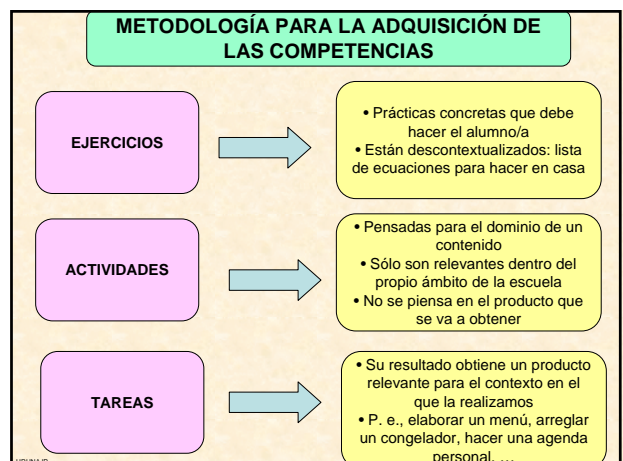 METODOLOGÍA PARA LA ADQUISICIÓN DE
LAS COMPETENCIAS
EJERCICIOS
• Prácticas concretas que debe
hacer el alumno/a
• Están descontextualizados: lista
de ecuaciones para hacer en casa
ACTIVIDADES
• Pensadas para el dominio de un
contenido
• Sólo son relevantes dentro del
propio ámbito de la escuela
• No se piensa en el producto que
se va a obtener
TAREAS
• Su resultado obtiene un producto
relevante para el contexto en el
que la realizamos
• P. e., elaborar un menú, arreglar
un congelador, hacer una agenda
personal, …